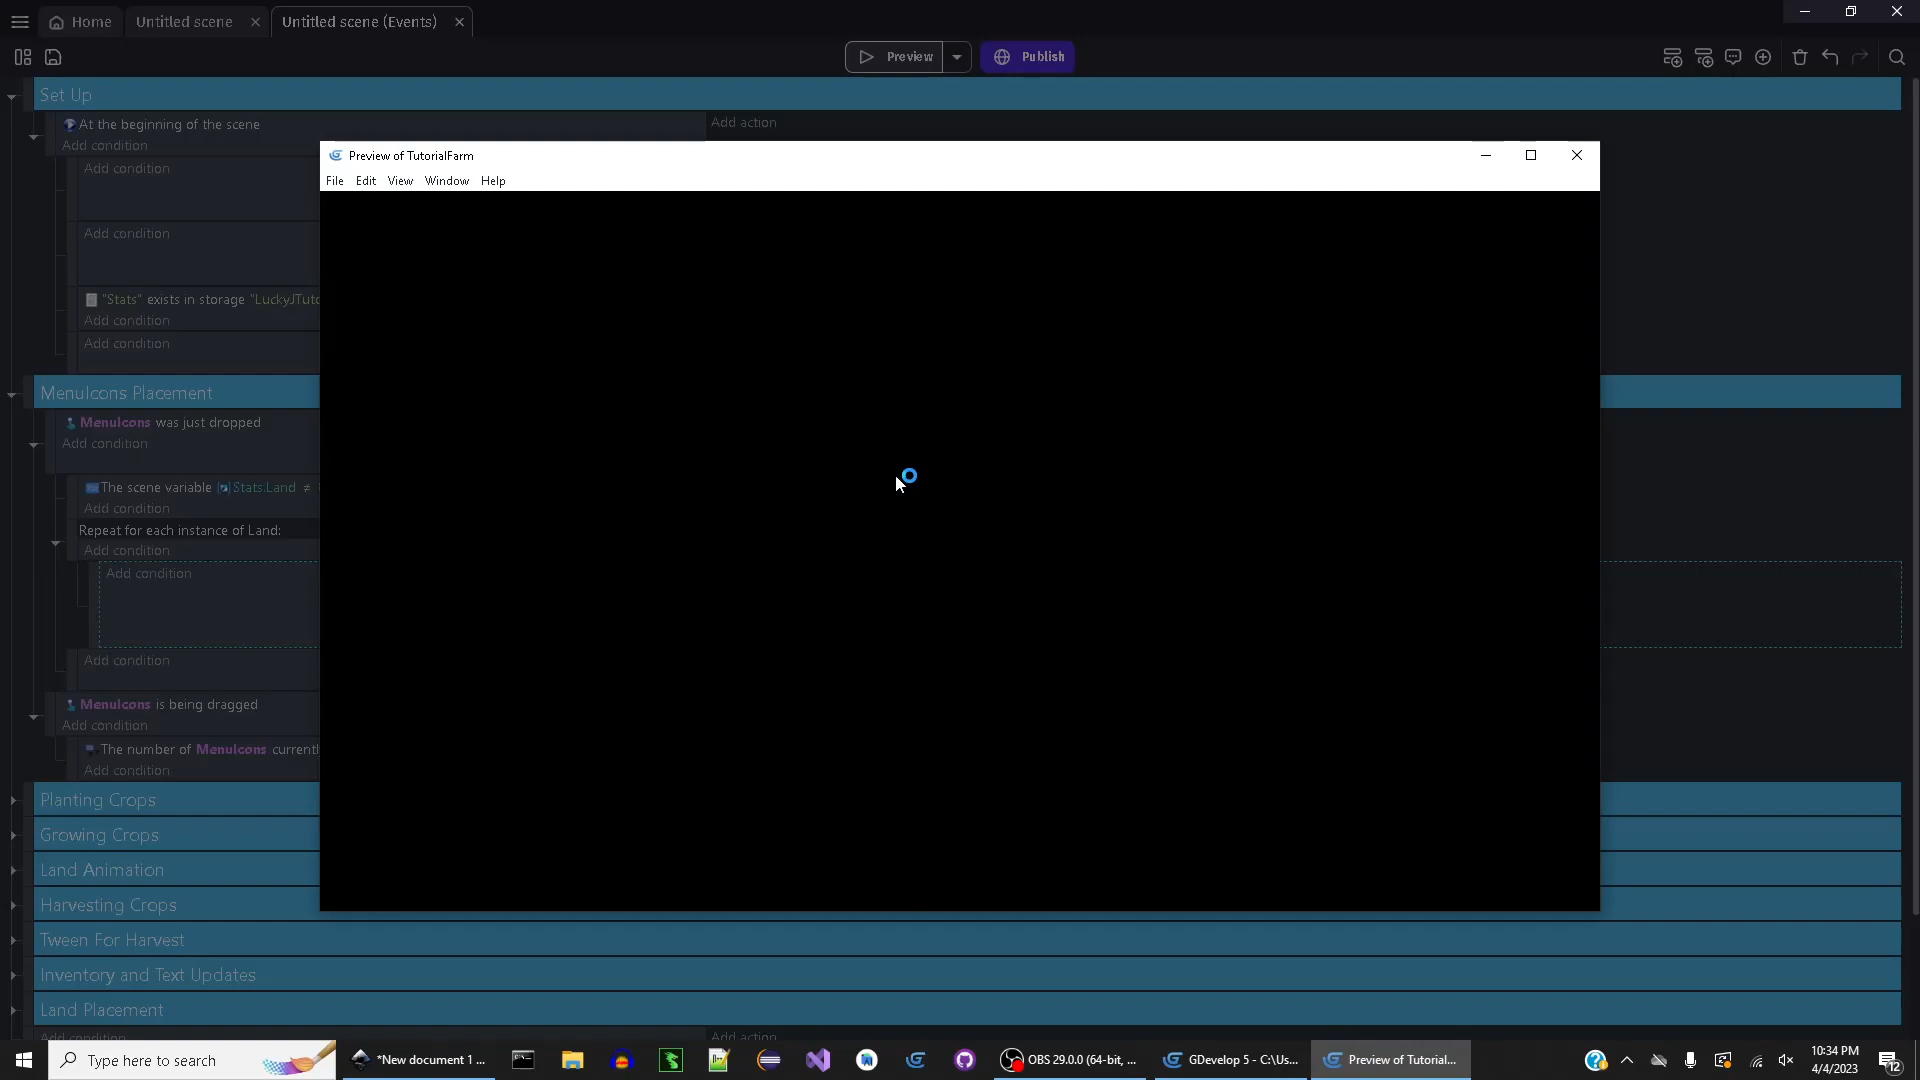 Home
Untitled scene
Untitled scene (Events)
Preview
Publish
Set Up
At the beginning of the scene
Add action
Add condition
Add condition
Add condition
"Stats" exists in storage "LuckyJTuto
Add condition
Add condition
MenuIcons Placement
MenuIcons was just dropped
Add condition
The scene variable Stats.Land ≠
Add condition
Repeat for each instance of Land:
Add condition
Add condition
Add condition
MenuIcons is being dragged
Add condition
The number of MenuIcons currentl
Add condition
Planting Crops
Growing Crops
Land Animation
Harvesting Crops
Tween For Harvest
Inventory and Text Updates
Land Placement
Add condition
Add action
Preview of TutorialFarm
File Edit View Window Help
Type here to search
*New document 1 ...
OBS 29.0.0 (64-bit, ...
GDevelop 5 - C:\Us...
Preview of Tutorial...
10:34 PM
4/4/2023
12